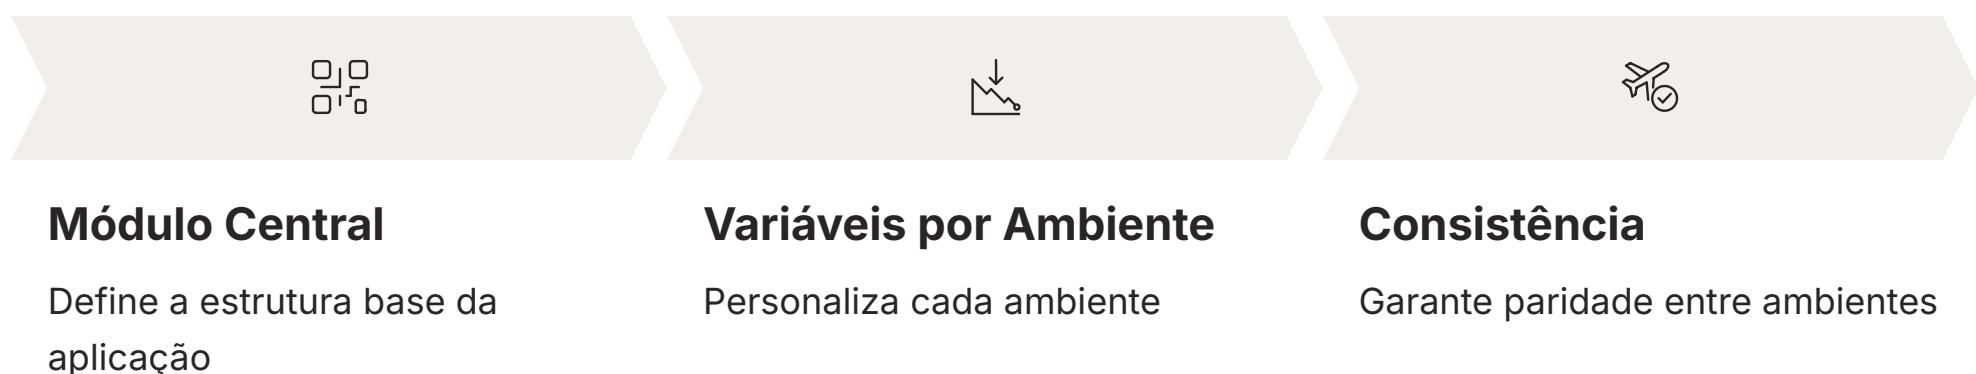 Módulo Central
Define a estrutura base da
aplicação
Variáveis por Ambiente
Personaliza cada ambiente
Consistência
Garante paridade entre ambientes